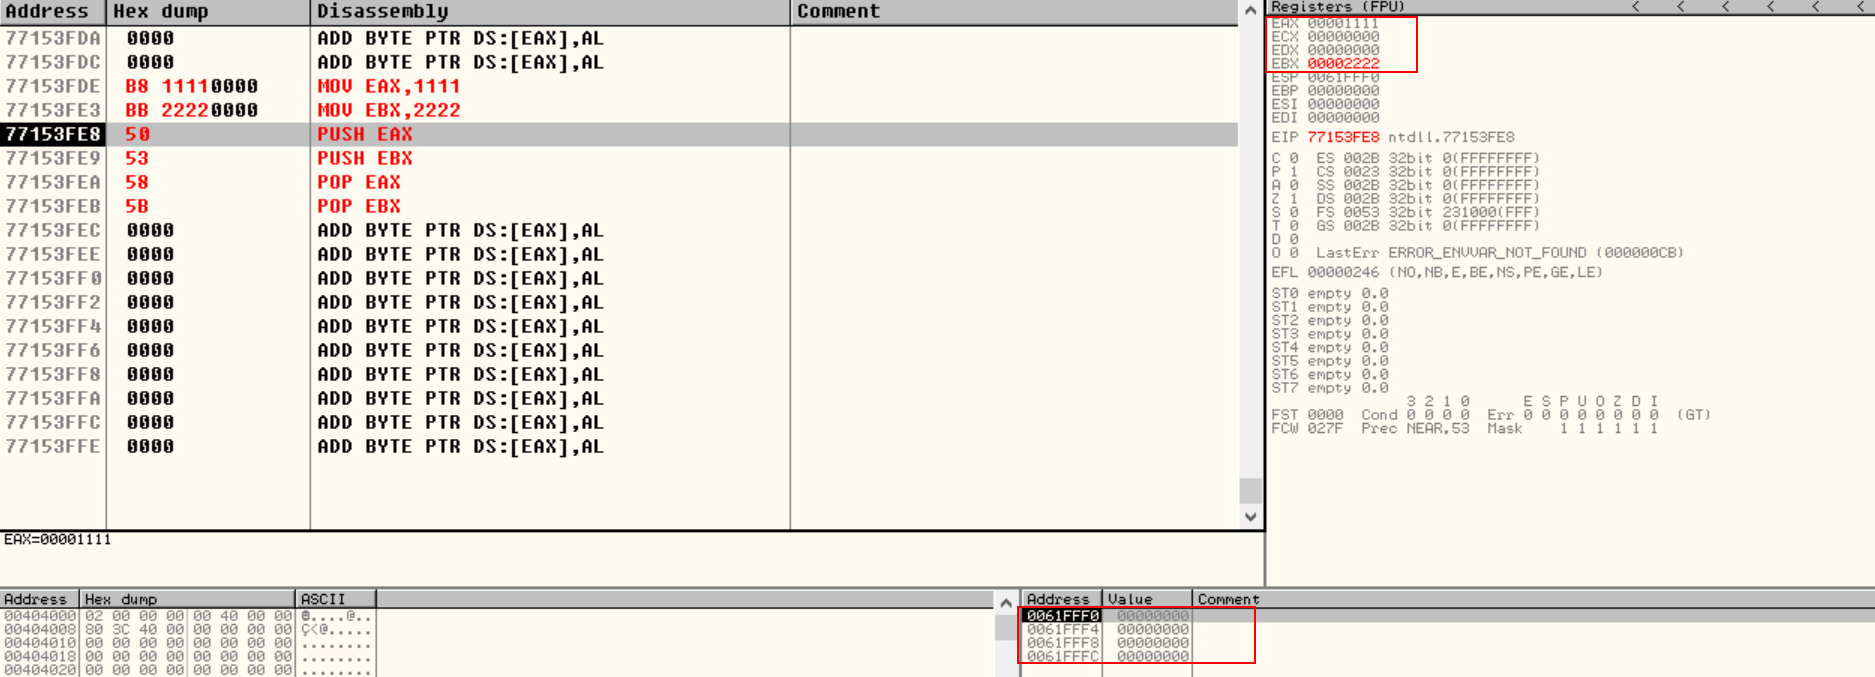 Address Hex dump Disassembly Comment
77153FDA 0000 ADD BYTE PTR DS:[EAX],AL
77153FDC 0000 ADD BYTE PTR DS:[EAX],AL
77153FDE B8 11110000 MOV EAX,1111
77153FE3 BB 22220000 MOV EBX,2222
77153FE8 50 PUSH EAX
77153FE9 53 PUSH EBX
77153FEA 58 POP EAX
77153FEB 5B POP EBX
77153FEC 0000 ADD BYTE PTR DS:[EAX],AL
77153FEE 0000 ADD BYTE PTR DS:[EAX],AL
77153FF0 0000 ADD BYTE PTR DS:[EAX],AL
77153FF2 0000 ADD BYTE PTR DS:[EAX],AL
77153FF4 0000 ADD BYTE PTR DS:[EAX],AL
77153FF6 0000 ADD BYTE PTR DS:[EAX],AL
77153FF8 0000 ADD BYTE PTR DS:[EAX],AL
77153FFA 0000 ADD BYTE PTR DS:[EAX],AL
77153FFC 0000 ADD BYTE PTR DS:[EAX],AL
77153FFE 0000 ADD BYTE PTR DS:[EAX],AL
EAX=00001111
Registers (FPU) < < < < < <
EAX 00001111
ECX 00000000
EDX 00000000
EBX 00002222
ESP 0061FFF0
EBP 00000000
ESI 00000000
EDI 00000000
EIP 77153FE8 ntdll.77153FE8
C 0 ES 002B 32bit 0(FFFFFFFF)
P 1 CS 0023 32bit 0(FFFFFFFF)
A 0 SS 002B 32bit 0(FFFFFFFF)
Z 1 DS 002B 32bit 0(FFFFFFFF)
S 0 FS 0053 32bit 231000(FFF)
T 0 GS 002B 32bit 0(FFFFFFFF)
D 0
O 0 LastErr ERROR_ENVVAR_NOT_FOUND (000000CB)
EFL 00000246 (NO,NB,E,BE,NS,PE,GE,LE)
ST0 empty 0.0
ST1 empty 0.0
ST2 empty 0.0
ST3 empty 0.0
ST4 empty 0.0
ST5 empty 0.0
ST6 empty 0.0
ST7 empty 0.0
3 2 1 0 E S P U O Z D I
FST 0000 Cond 0 0 0 0 Err 0 0 0 0 0 0 0 0 (GT)
FCW 027F Prec NEAR,53 Mask 1 1 1 1 1 1
Address Hex dump ASCII
00404000 02 00 00 00 00 40 00 00 ☻....@..
00404008 80 3C 40 00 00 00 00 00 Ç<@.....
00404010 00 00 00 00 00 00 00 00 ........
00404018 00 00 00 00 00 00 00 00 ........
00404020 00 00 00 00 00 00 00 00 ........
Address Value Comment
0061FFF0 00000000
0061FFF4 00000000
0061FFF8 00000000
0061FFFC 00000000